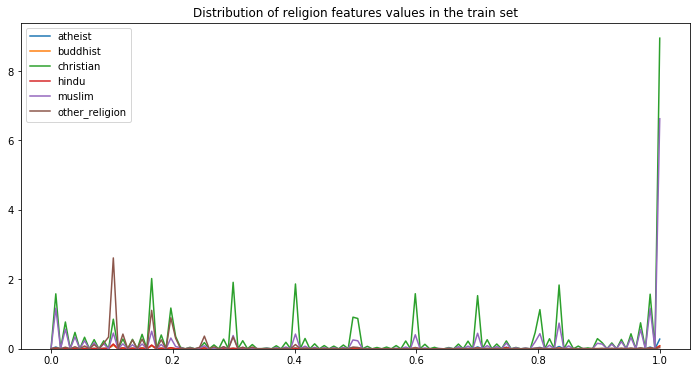 Distribution of religion features values in the train set
atheist
buddhist
christian
hindu
muslim
other_religion
8
6
4
2
0
0.0 0.2 0.4 0.6 0.8 1.0